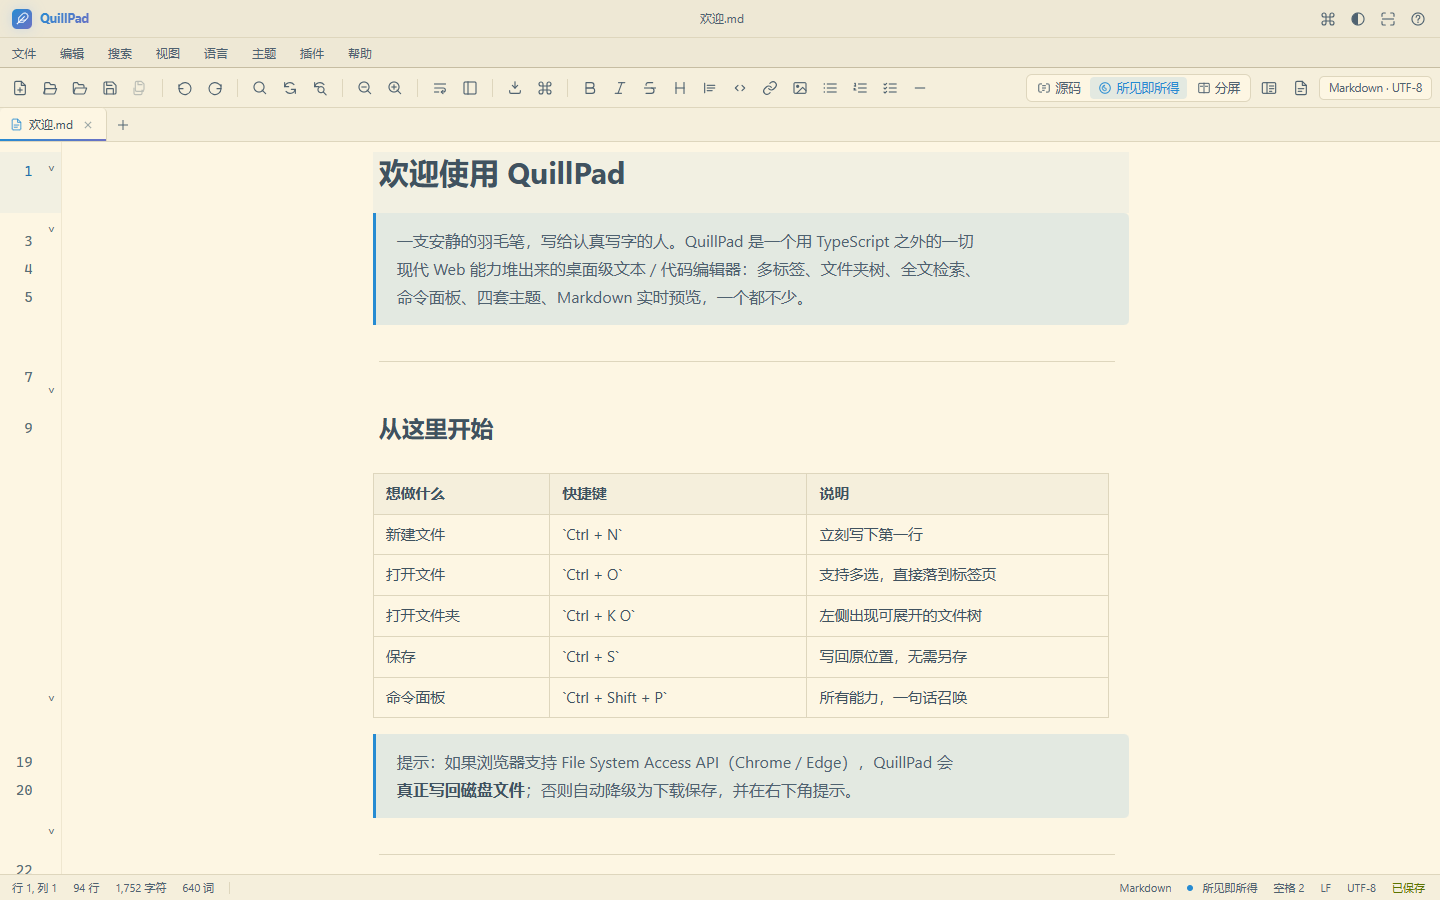 QuillPad
欢迎.md
文件 编辑 搜索 视图 语言 主题 插件 帮助
源码 所见即所得 分屏 Markdown · UTF-8
欢迎.md
1 欢迎使用 QuillPad
3 一支安静的羽毛笔，写给认真写字的人。QuillPad 是一个用 TypeScript 之外的一切
4 现代 Web 能力堆出来的桌面级文本 / 代码编辑器：多标签、文件夹树、全文检索、
5 命令面板、四套主题、Markdown 实时预览，一个都不少。
7
9 从这里开始
想做什么 快捷键 说明
新建文件 `Ctrl + N` 立刻写下第一行
打开文件 `Ctrl + O` 支持多选，直接落到标签页
打开文件夹 `Ctrl + K O` 左侧出现可展开的文件树
保存 `Ctrl + S` 写回原位置，无需另存
命令面板 `Ctrl + Shift + P` 所有能力，一句话召唤
19 提示：如果浏览器支持 File System Access API（Chrome / Edge），QuillPad 会
20 真正写回磁盘文件；否则自动降级为下载保存，并在右下角提示。
22
行 1, 列 1 94 行 1,752 字符 640 词 Markdown 所见即所得 空格 2 LF UTF-8 已保存